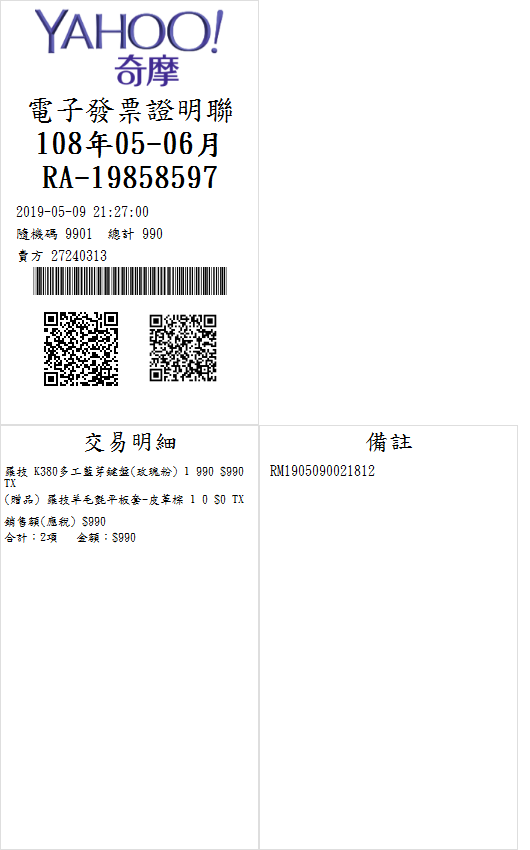 YAHOO!
奇摩
電子發票證明聯
108年05-06月
RA-19858597
2019-05-09 21:27:00
隨機碼 9901 總計 990
賣方 27240313
交易明細
羅技 K380多工藍芽鍵盤(玫瑰粉) 1 990 $990
TX
(贈品) 羅技羊毛氈平板套-皮革棕 1 0 $0 TX
銷售額(應稅) $990
合計：2項 金額：$990
備註
RM1905090021812